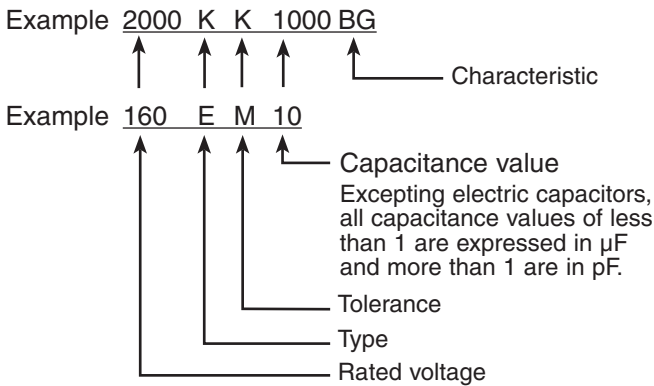 Example 2000 K K 1000 BG
Characteristic
Example 160 E M 10
Capacitance value
Excepting electric capacitors,
all capacitance values of less
than 1 are expressed in µF
and more than 1 are in pF.
Tolerance
Type
Rated voltage